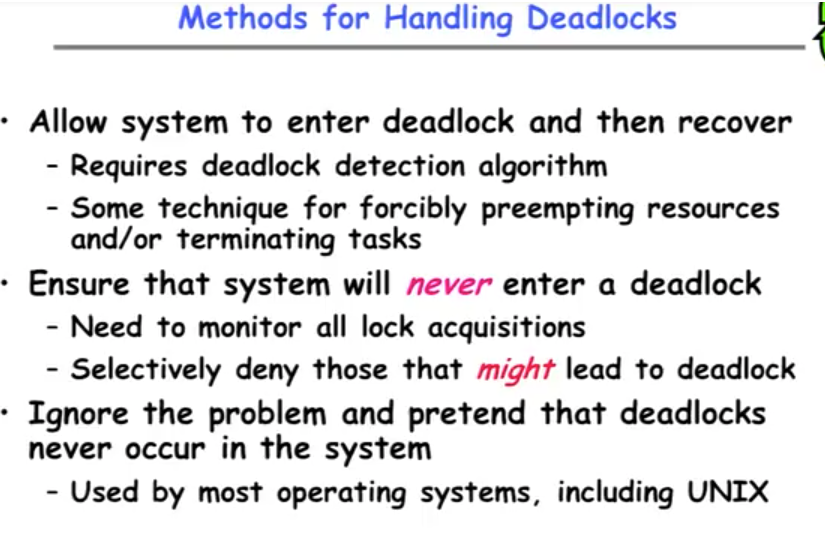 Methods for Handling Deadlocks
· Allow system to enter deadlock and then recover
- Requires deadlock detection algorithm
- Some technique for forcibly preempting resources
and/or terminating tasks
· Ensure that system will never enter a deadlock
- Need to monitor all lock acquisitions
- Selectively deny those that might lead to deadlock
· Ignore the problem and pretend that deadlocks
never occur in the system
- Used by most operating systems, including UNIX